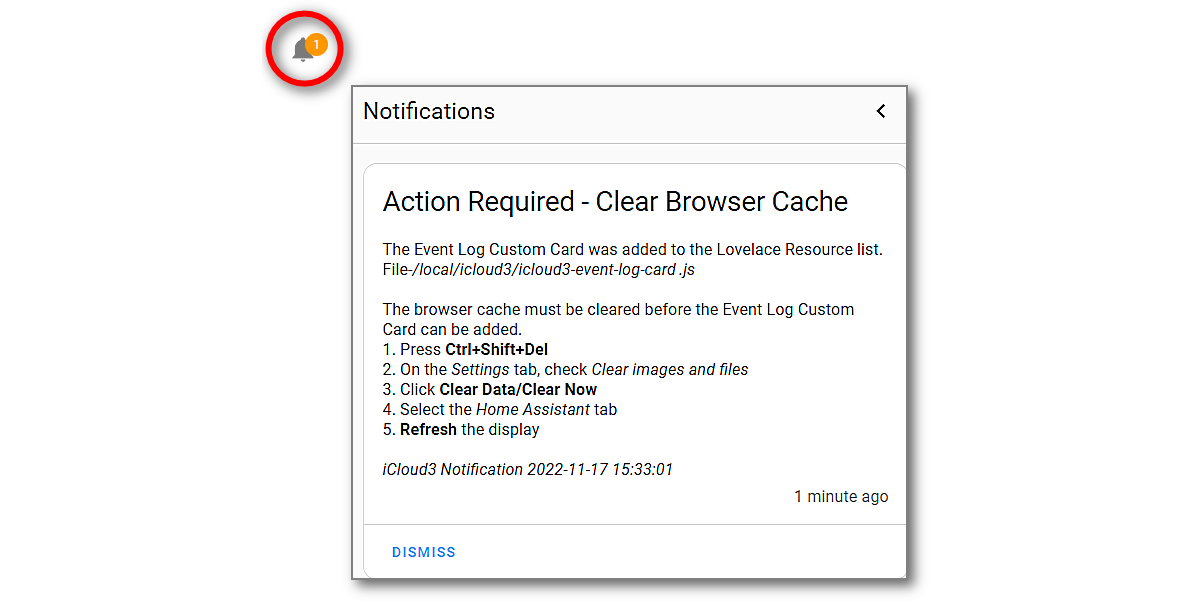 1
Notifications
Action Required - Clear Browser Cache
The Event Log Custom Card was added to the Lovelace Resource list.
File-/local/icloud3/icloud3-event-log-card .js
The browser cache must be cleared before the Event Log Custom
Card can be added.
1. Press Ctrl+Shift+Del
2. On the Settings tab, check Clear images and files
3. Click Clear Data/Clear Now
4. Select the Home Assistant tab
5. Refresh the display
iCloud3 Notification 2022-11-17 15:33:01
1 minute ago
DISMISS